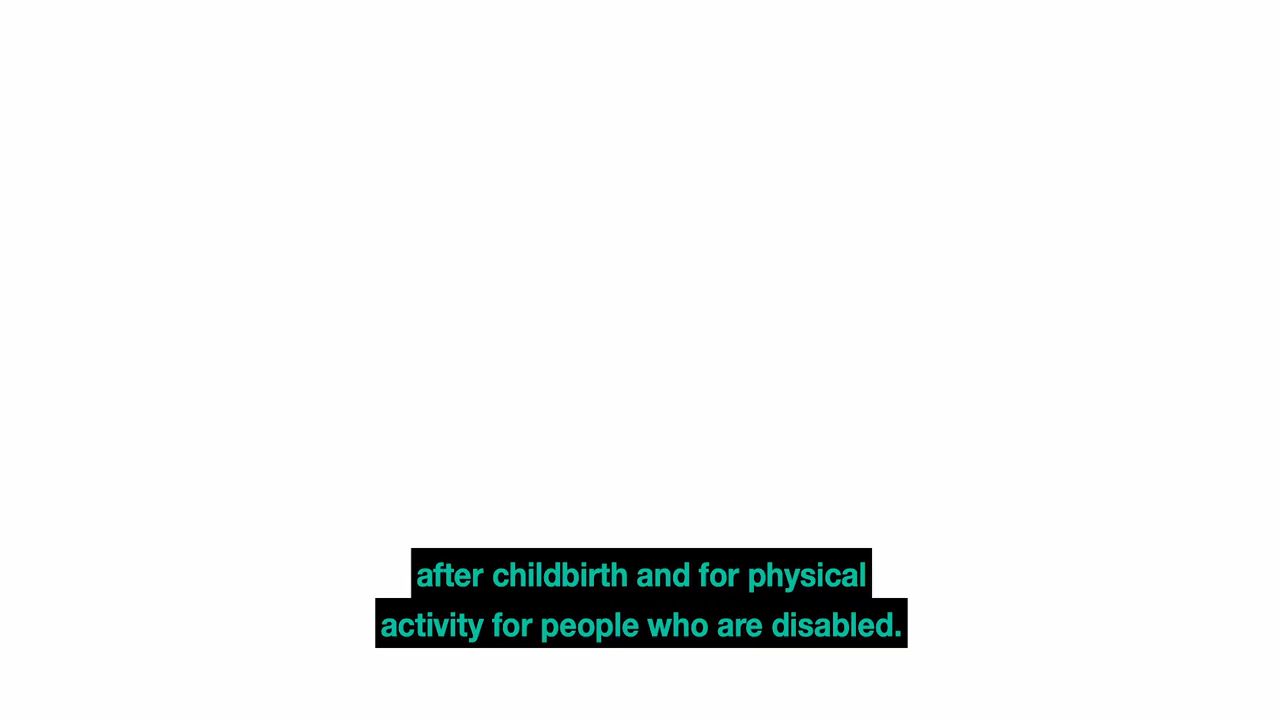 after childbirth and for physical
activity for people who are disabled.